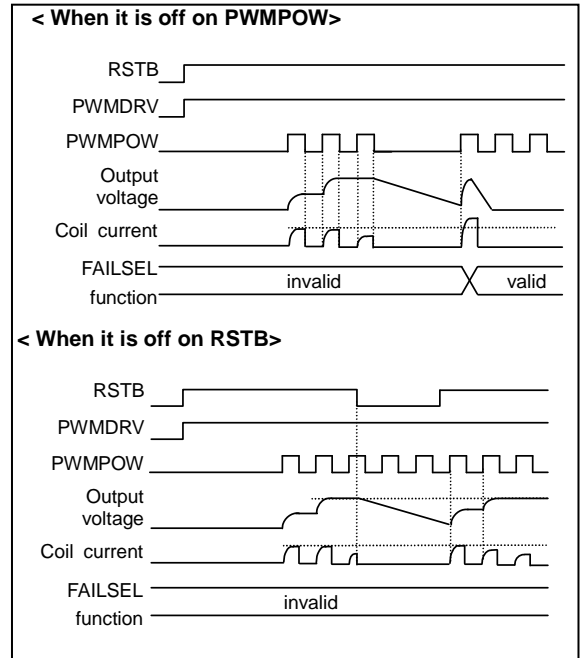 < When it is off on PWMPOW>
RSTB
PWMDRV
PWMPOW
Output
voltage
Coil current
FAILSEL
function
invalid
valid
< When it is off on RSTB>
RSTB
PWMDRV
PWMPOW
Output
voltage
Coil current
FAILSEL
function
invalid